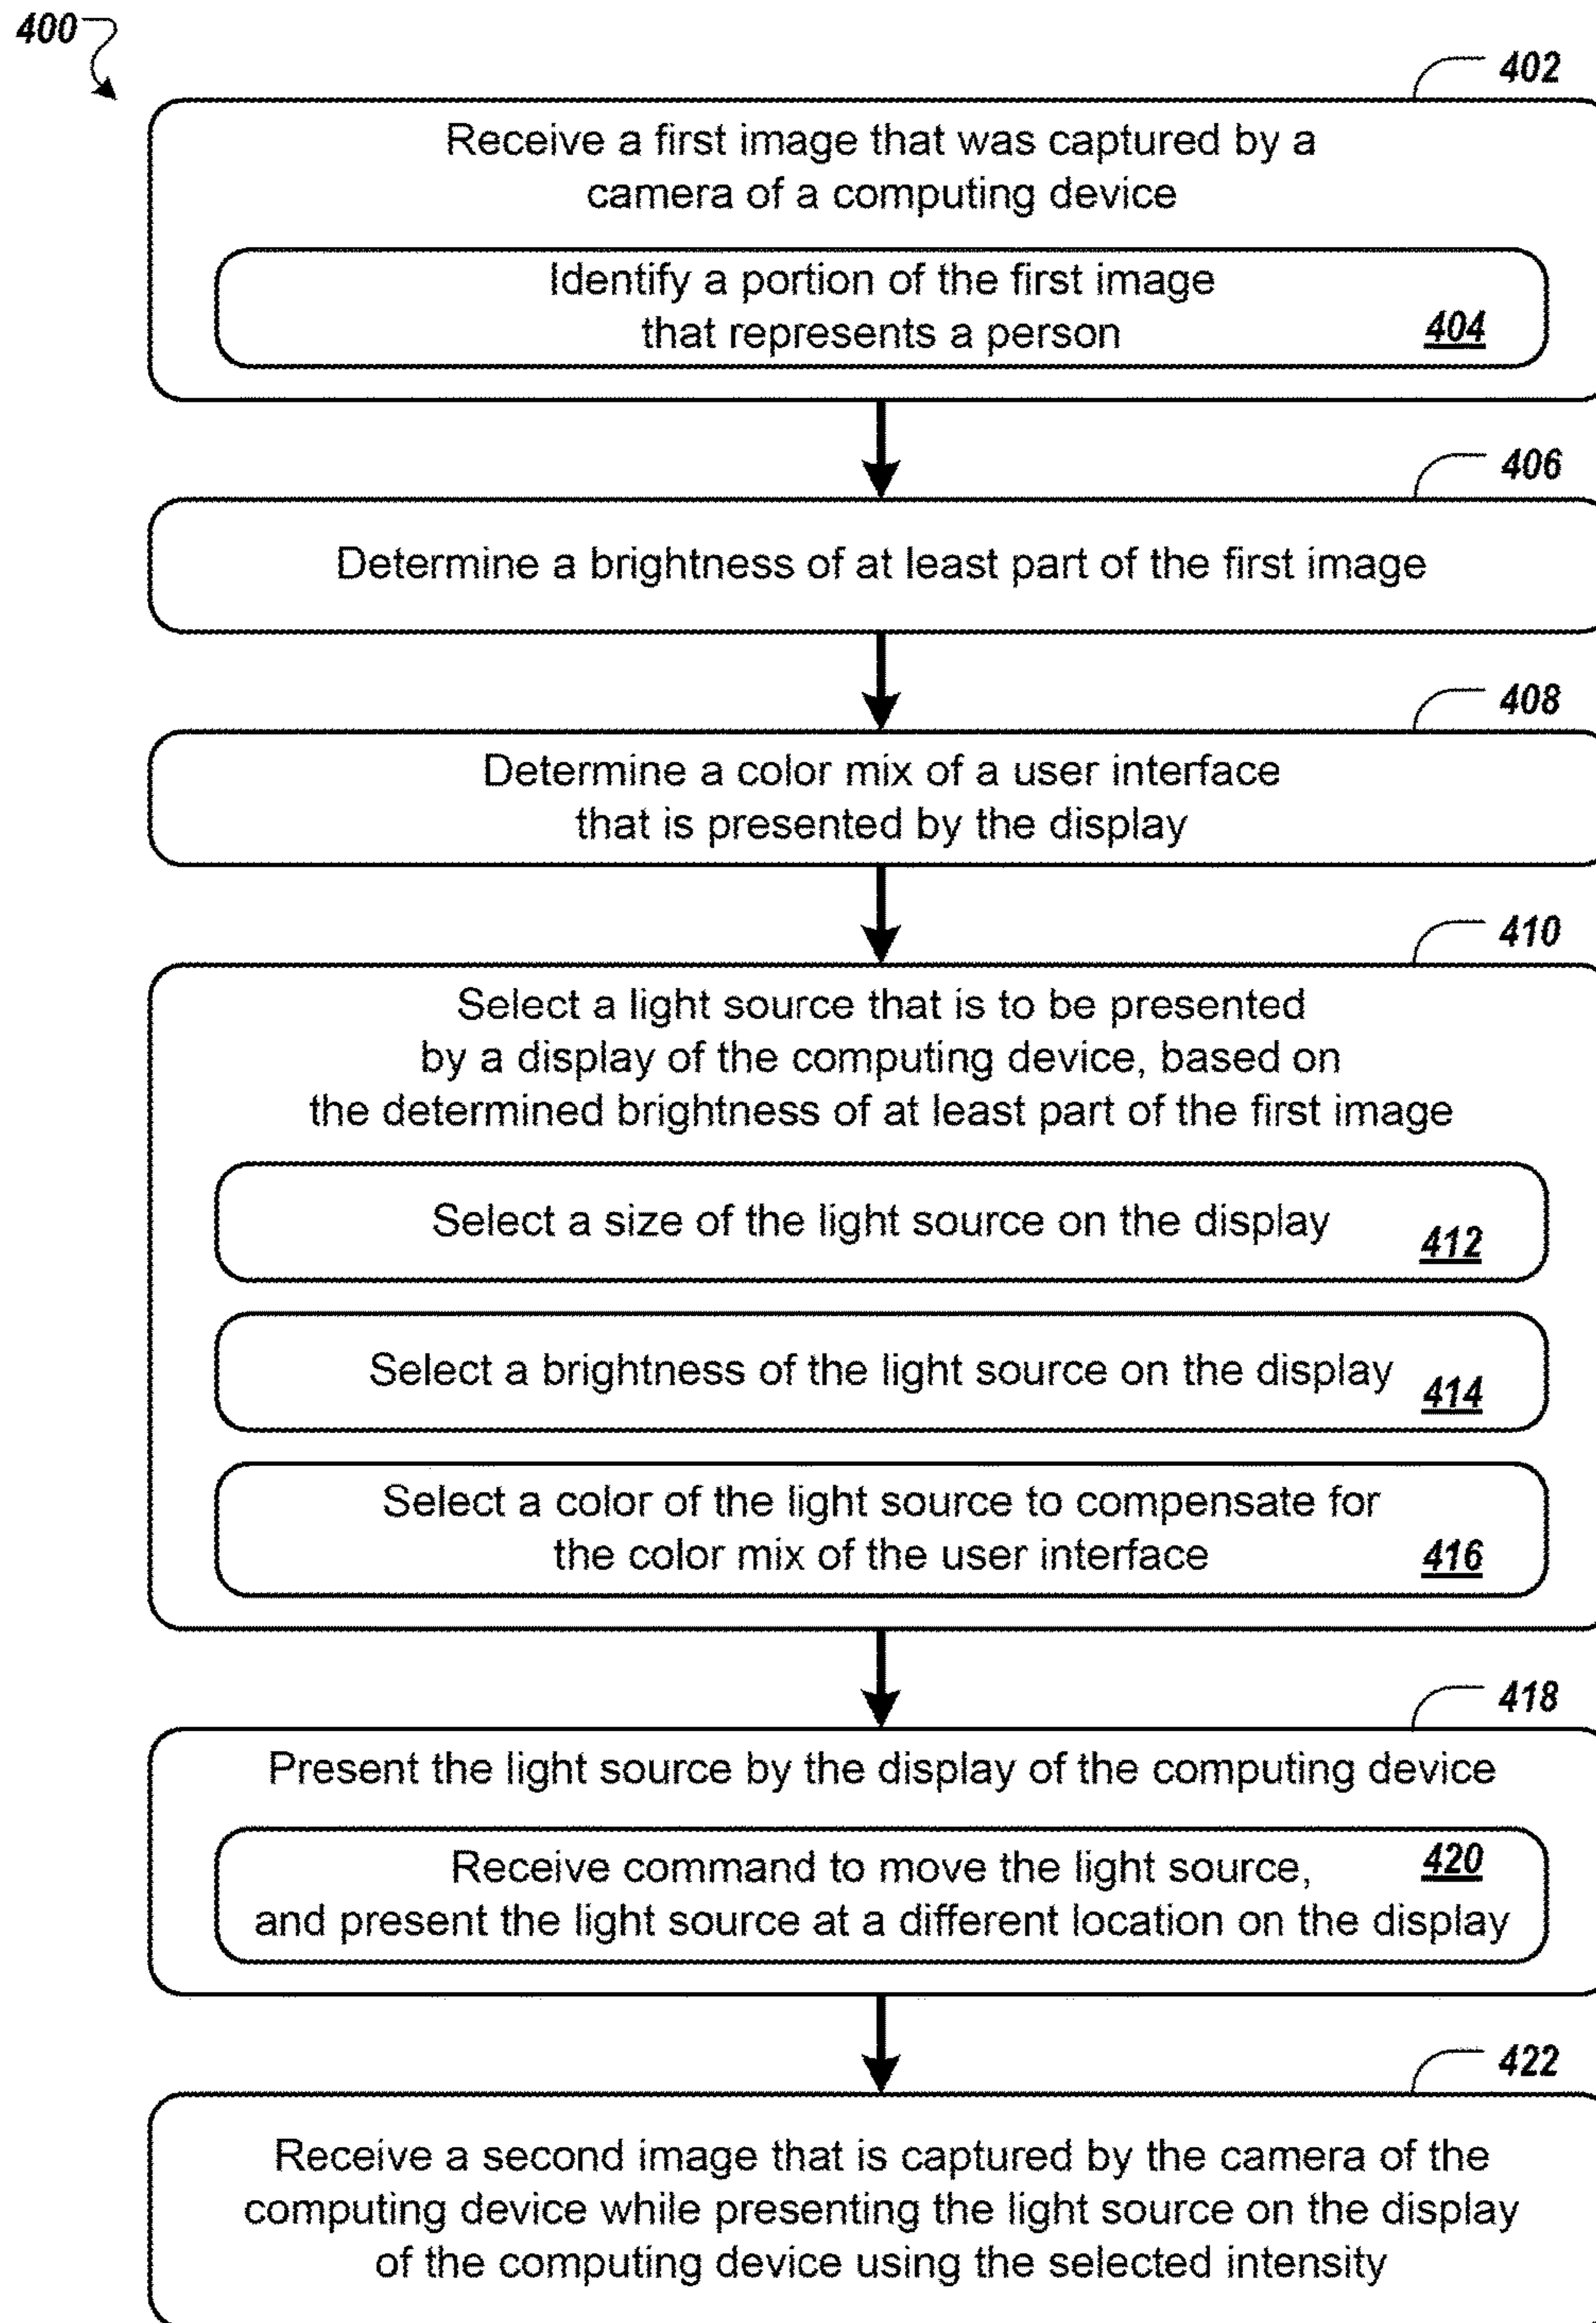 400
402
Receive a first image that was captured by a
camera of a computing device
Identify a portion of the first image
that represents a person
404
406
Determine a brightness of at least part of the first image
408
Determine a color mix of a user interface
that is presented by the display
410
Select a light source that is to be presented
by a display of the computing device, based on
the determined brightness of at least part of the first image
Select a size of the light source on the display
412
Select a brightness of the light source on the display
414
Select a color of the light source to compensate for
the color mix of the user interface
416
418
Present the light source by the display of the computing device
Receive command to move the light source,
420
and present the light source at a different location on the display
422
Receive a second image that is captured by the camera of the
computing device while presenting the light source on the display
of the computing device using the selected intensity